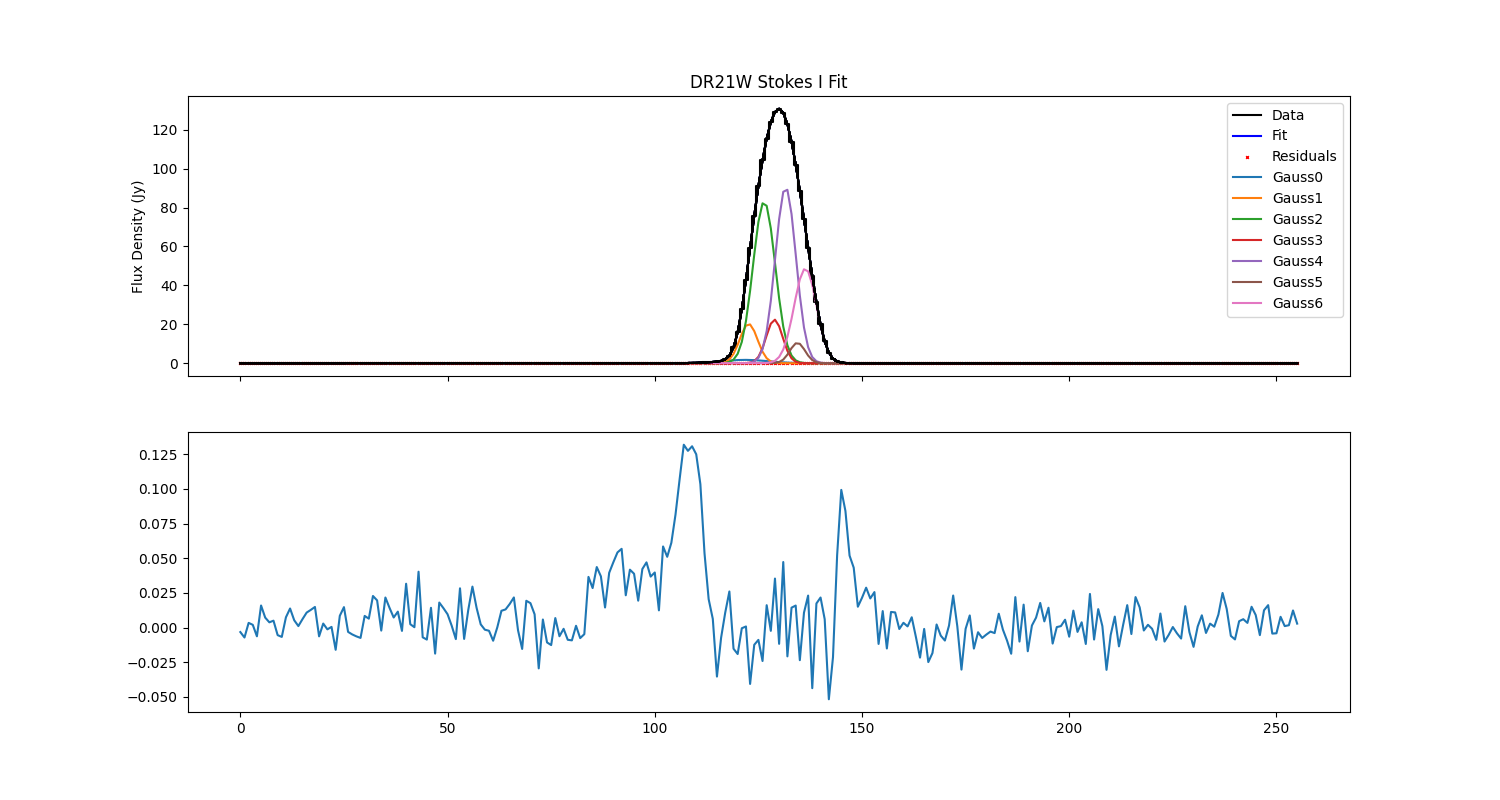 DR21W Stokes I Fit
Flux Density (Jy)
120
100
80
60
40
20
0
Data
Fit
Residuals
Gauss0
Gauss1
Gauss2
Gauss3
Gauss4
Gauss5
Gauss6
0.125
0.100
0.075
0.050
0.025
0.000
−0.025
−0.050
0 50 100 150 200 250